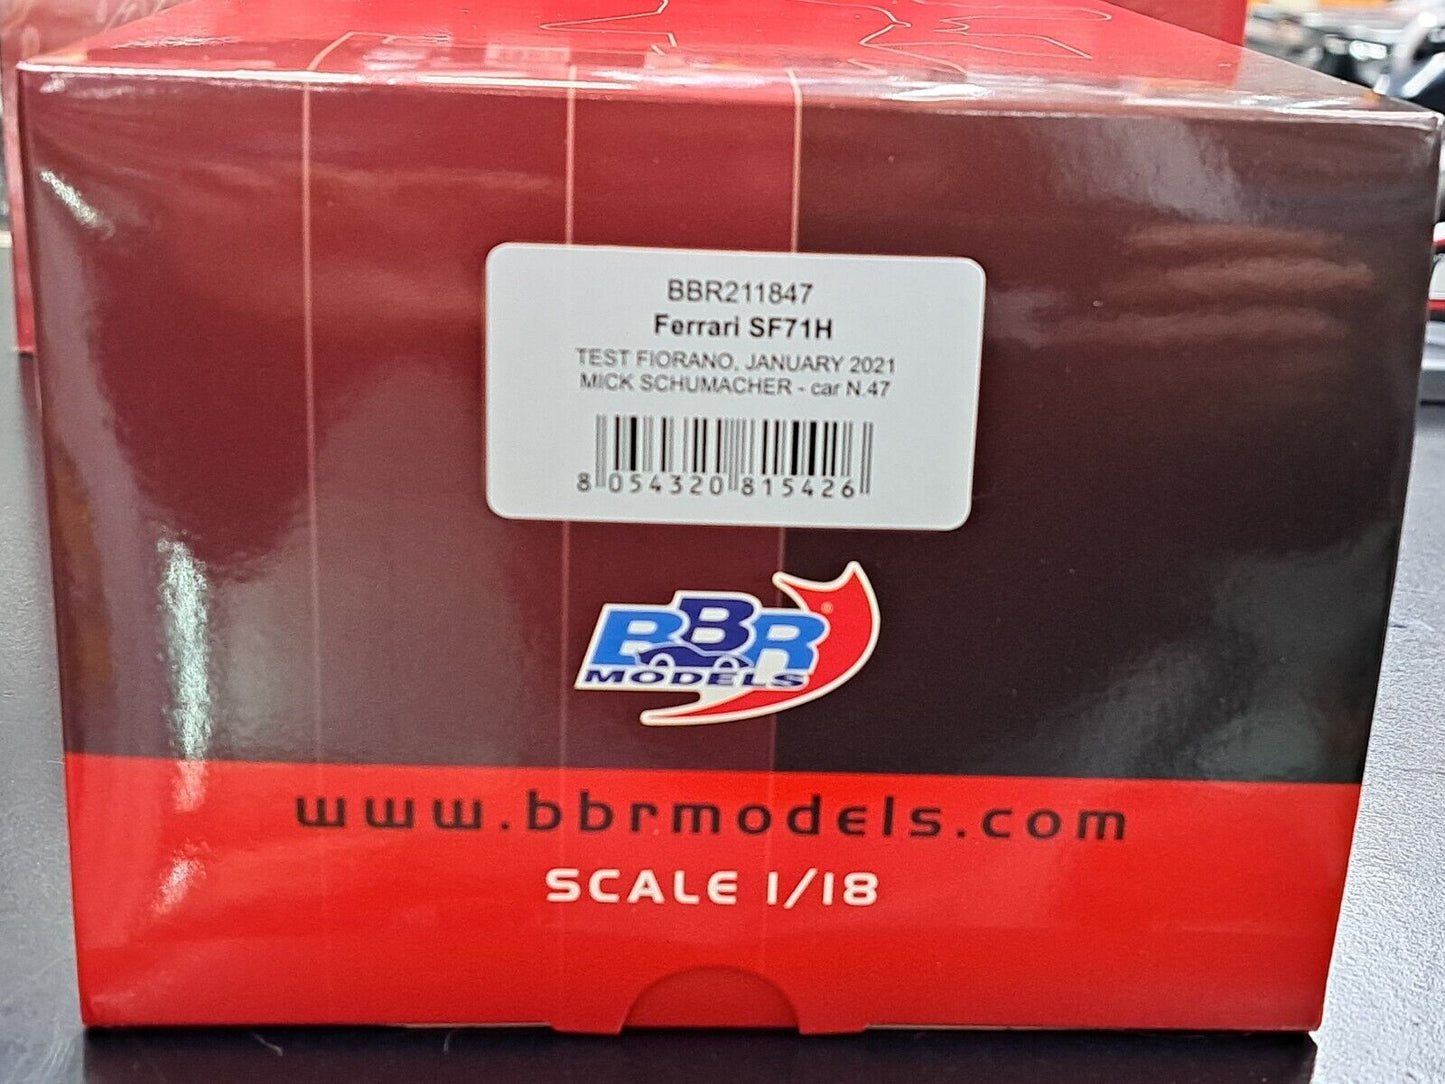 BBR211847
Ferrari SF71H
TEST FIORANO, JANUARY 2021
MICK SCHUMACHER - car N.47
8 054320 815426
BBR
MODELS
www.bbrmodels.com
SCALE 1/18